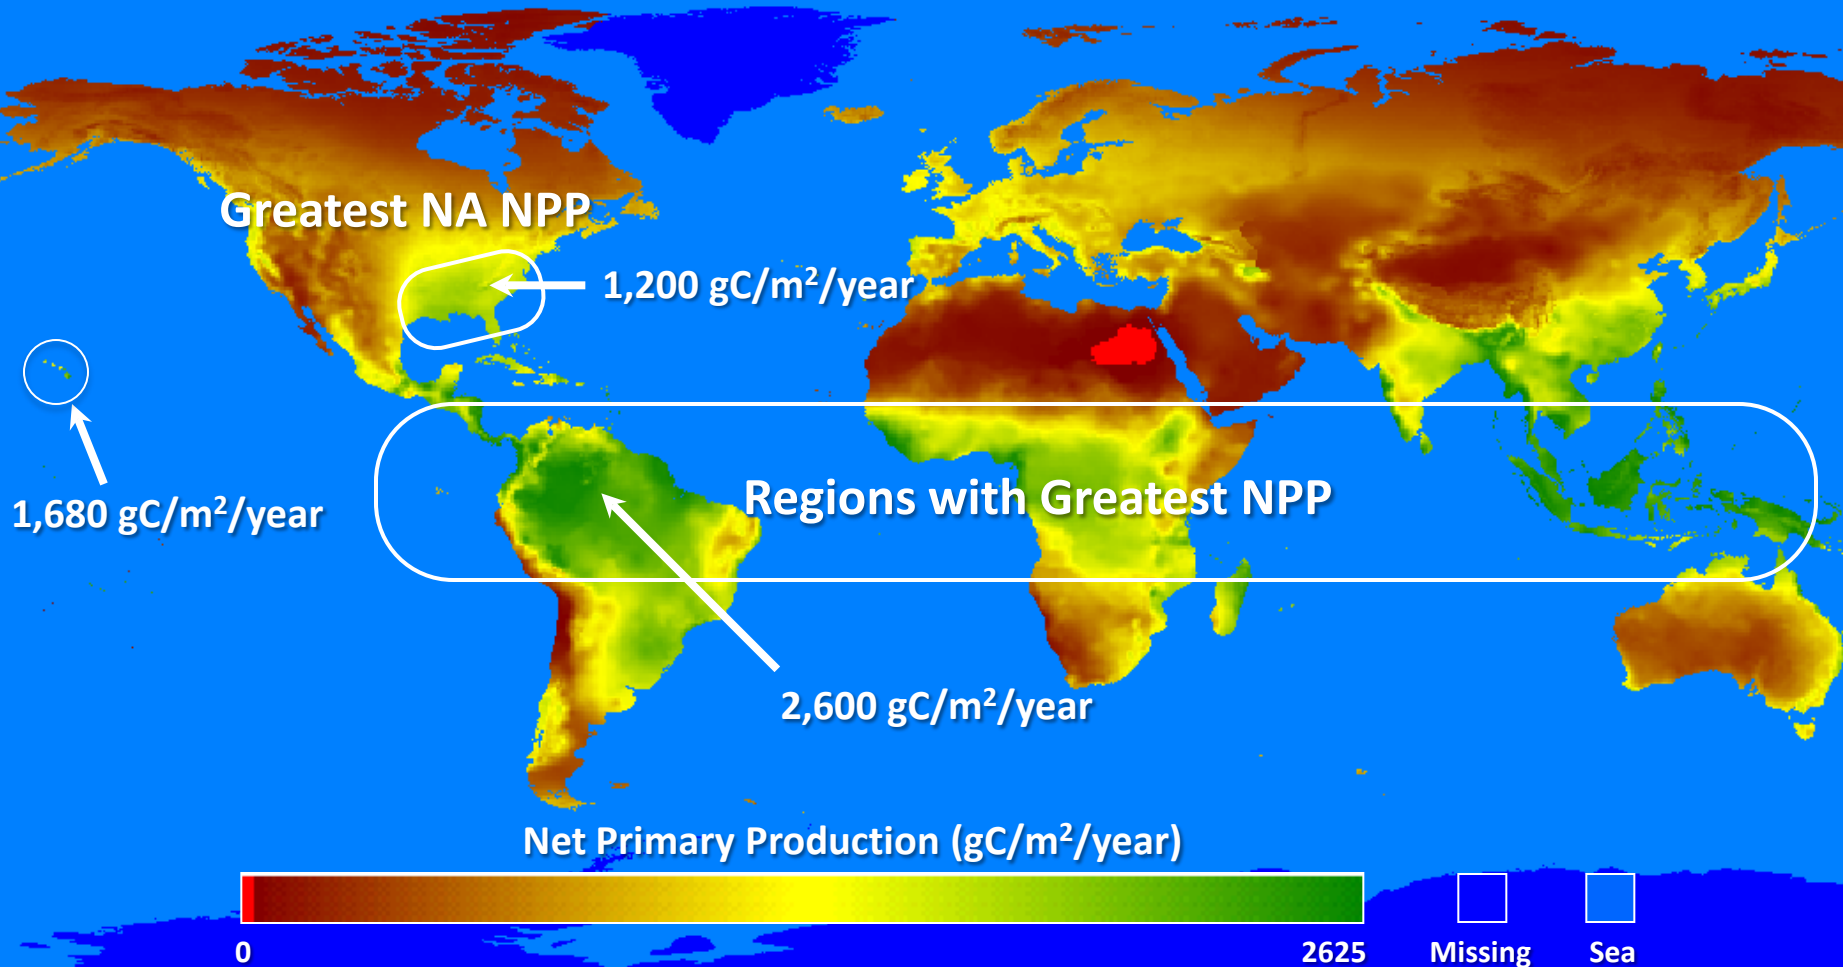 Greatest NA NPP
1,200 gC/m²/year
1,680 gC/m²/year
Regions with Greatest NPP
2,600 gC/m²/year
Net Primary Production (gC/m²/year)
0
2625
Missing
Sea